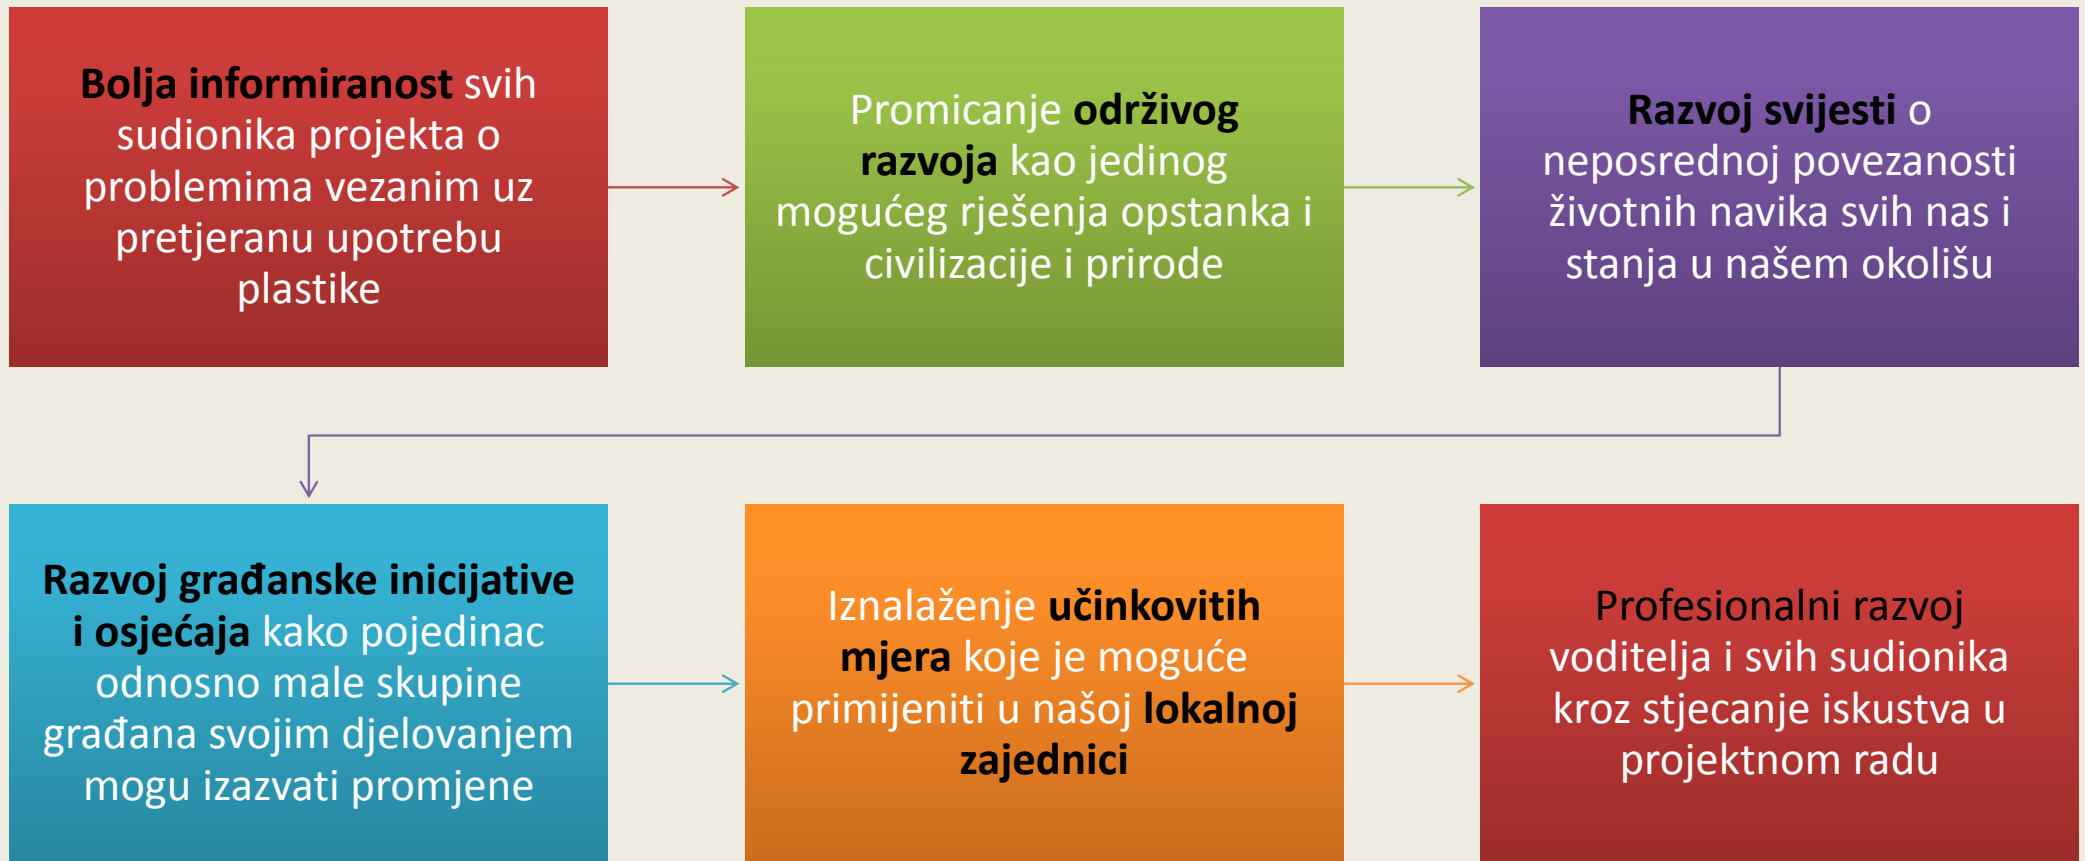 Bolja informiranost svih
sudionika projekta o
problemima vezanim uz
pretjeranu upotrebu
plastike
Promicanje održivog
razvoja kao jedinog
mogućeg rješenja opstanka i
civilizacije i prirode
Razvoj svijesti o
neposrednoj povezanosti
životnih navika svih nas i
stanja u našem okolišu
Razvoj građanske inicijative
i osjećaja kako pojedinac
odnosno male skupine
građana svojim djelovanjem
mogu izazvati promjene
Iznalaženje učinkovitih
mjera koje je moguće
primijeniti u našoj lokalnoj
zajednici
Profesionalni razvoj
voditelja i svih sudionika
kroz stjecanje iskustva u
projektnom radu